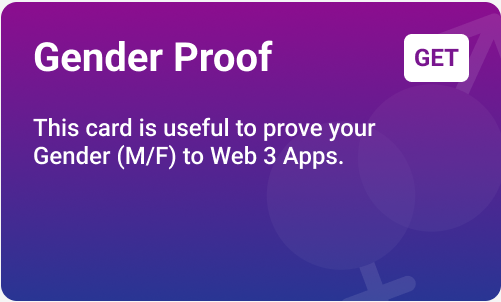 Gender Proof
GET
This card is useful to prove your
Gender (M/F) to Web 3 Apps.